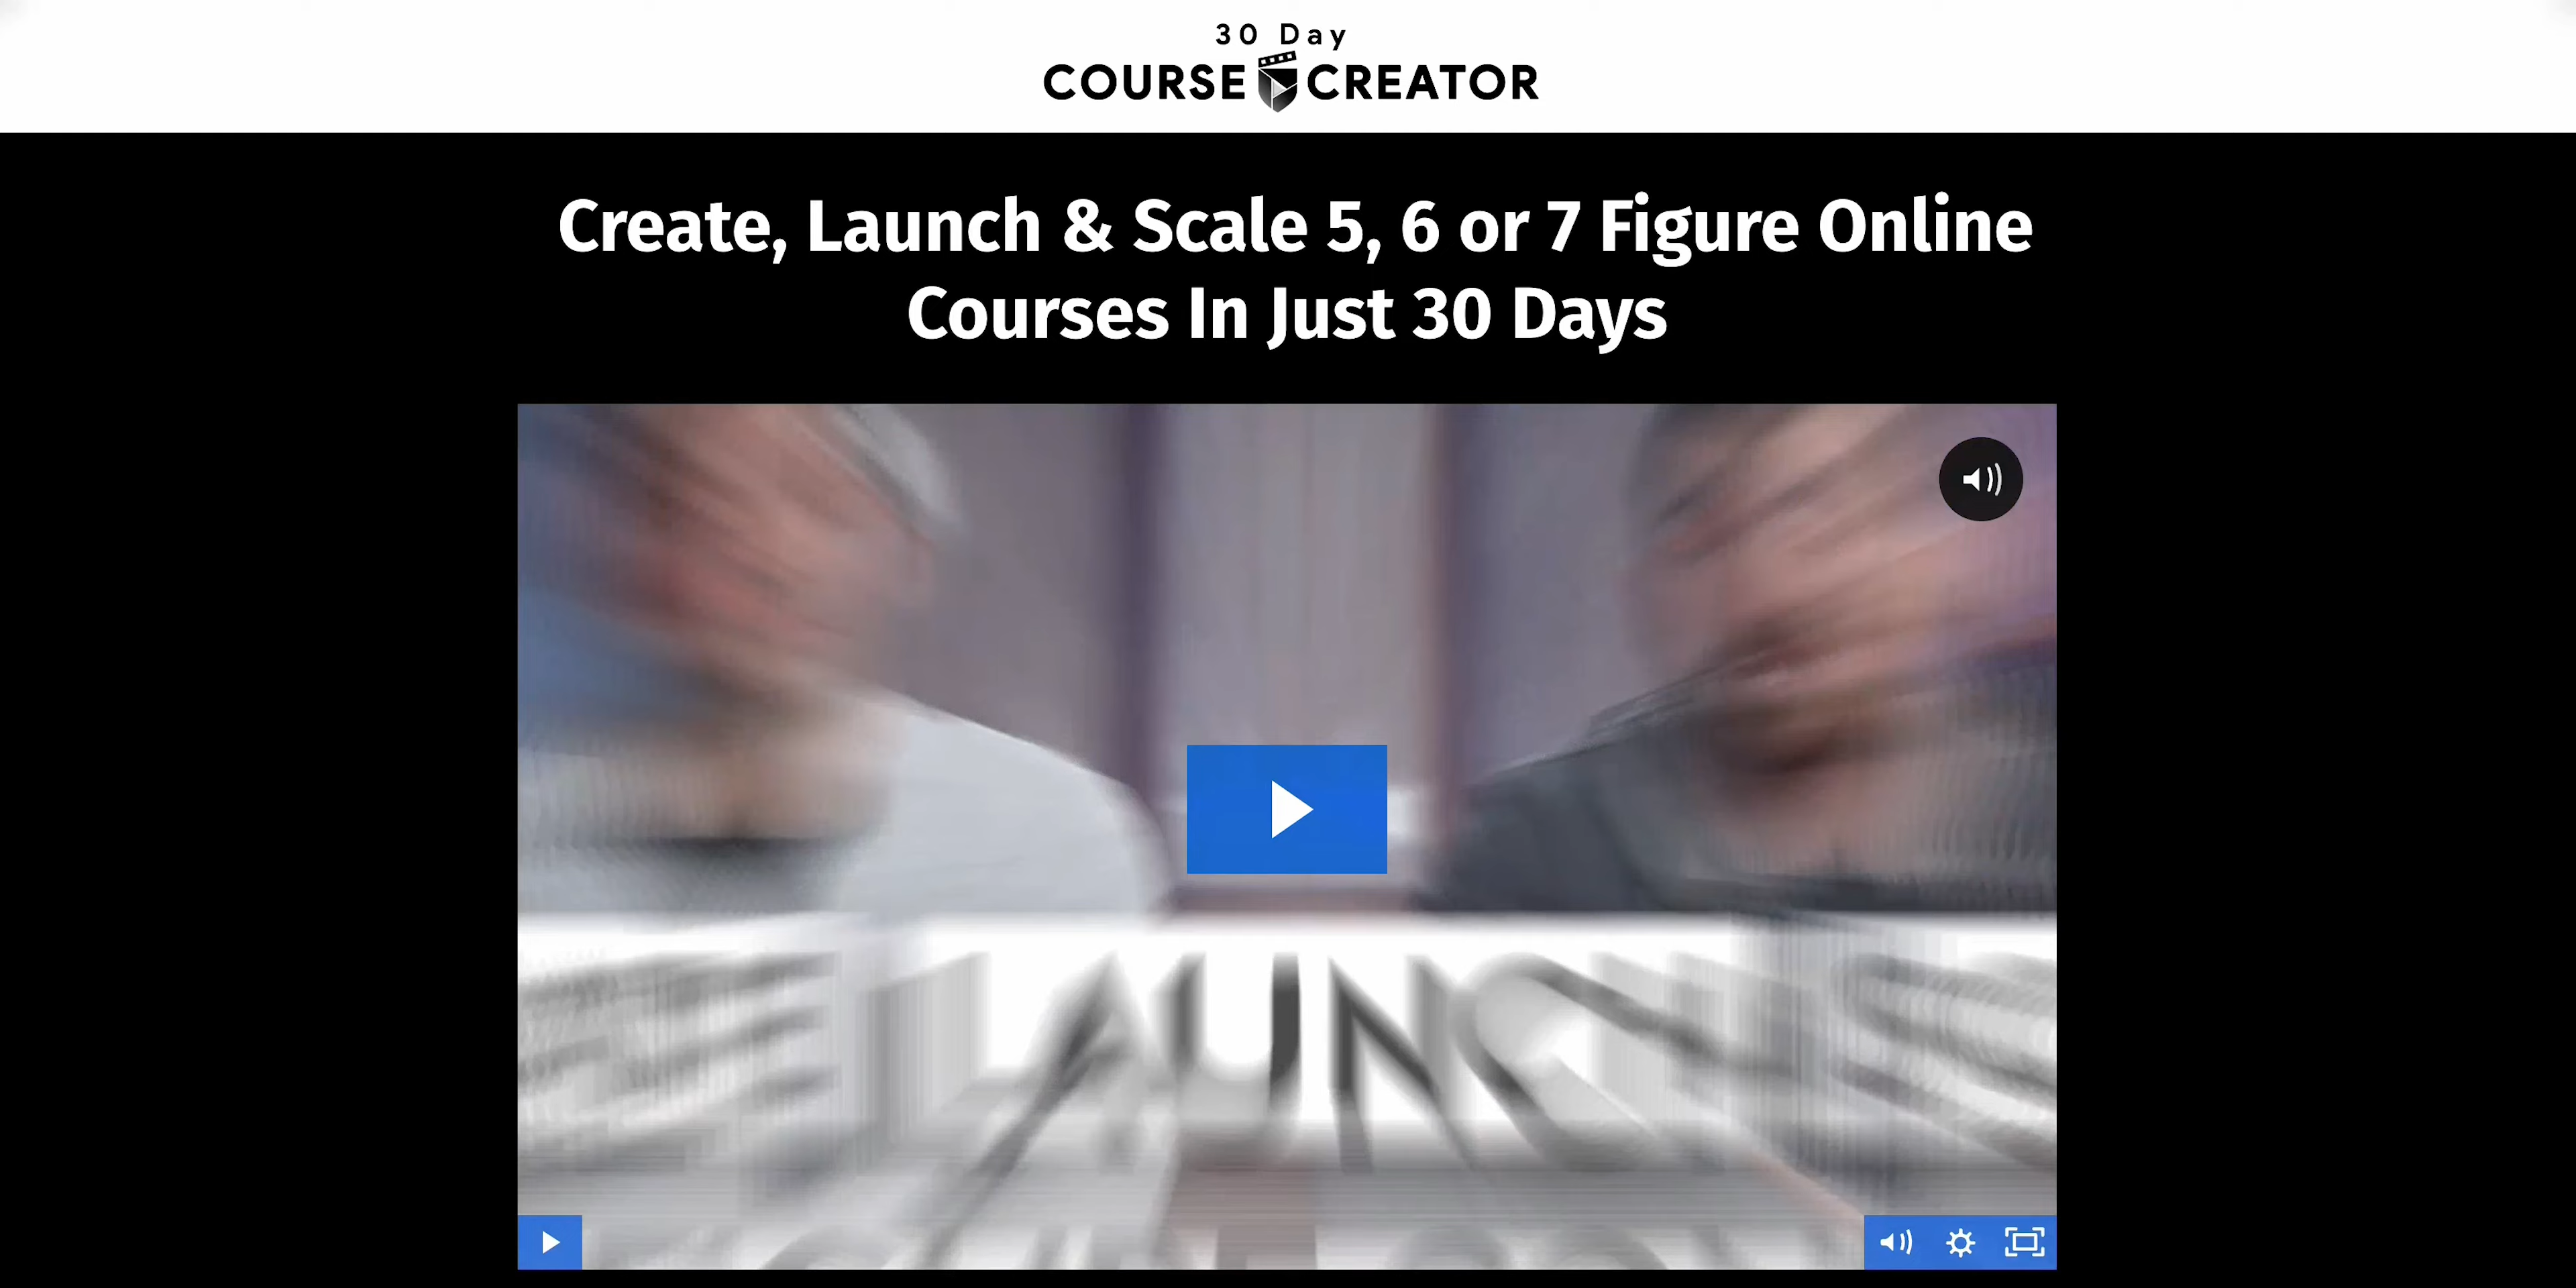 30 Day
COURSE CREATOR
Create, Launch & Scale 5, 6 or 7 Figure Online
Courses In Just 30 Days